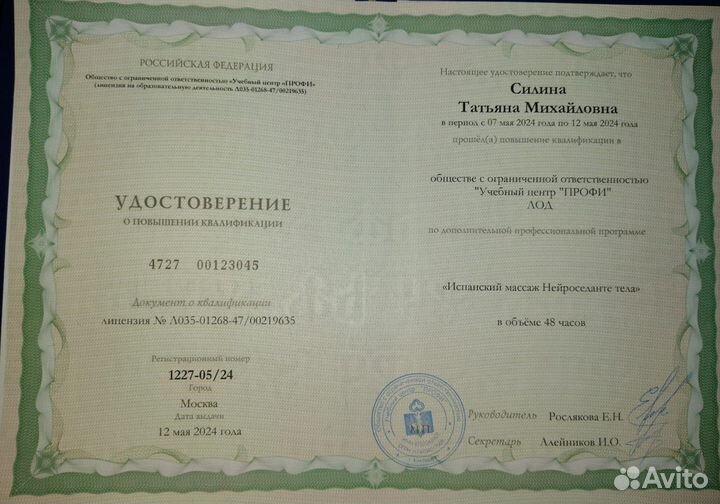 РОССИЙСКАЯ ФЕДЕРАЦИЯ
Общество с ограниченной ответственностью «Учебный центр «ПРОФИ»
(лицензия на образовательную деятельность Л035-01268-47/00219635)
УДОСТОВЕРЕНИЕ
О ПОВЫШЕНИИ КВАЛИФИКАЦИИ
4727 00123045
Документ о квалификации
лицензия № Л035-01268-47/00219635
Регистрационный номер
1227-05/24
Город
Москва
Дата выдачи
12 мая 2024 года
Настоящее удостоверение подтверждает, что
Силина
Татьяна Михайловна
в период с 07 мая 2024 года по 12 мая 2024 года
прошёл(а) повышение квалификации в
обществе с ограниченной ответственностью
"Учебный центр "ПРОФИ"
ЛОД
по дополнительной профессиональной программе
«Испанский массаж Нейроседанте тела»
в объёме 48 часов
М.П.
Руководитель Рослякова Е.Н.
Секретарь Алейников И.О.
Avito